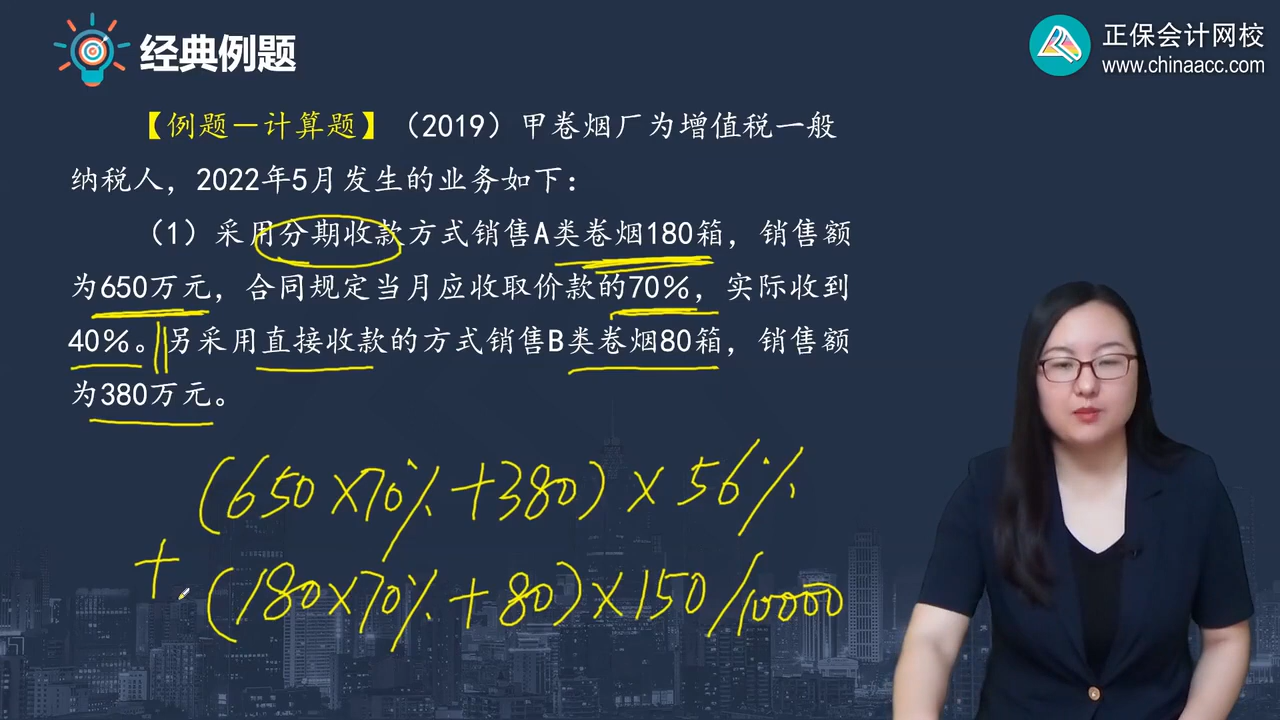 经典例题
正保会计网校
www.chinaacc.com
【例题－计算题】（2019）甲卷烟厂为增值税一般
纳税人，2022年5月发生的业务如下：
（1）采用分期收款方式销售A类卷烟180箱，销售额
为650万元，合同规定当月应收取价款的70%，实际收到
40%。另采用直接收款的方式销售B类卷烟80箱，销售额
为380万元。
(650×70%+380)×56%
+(180×70%+80)×150/10000